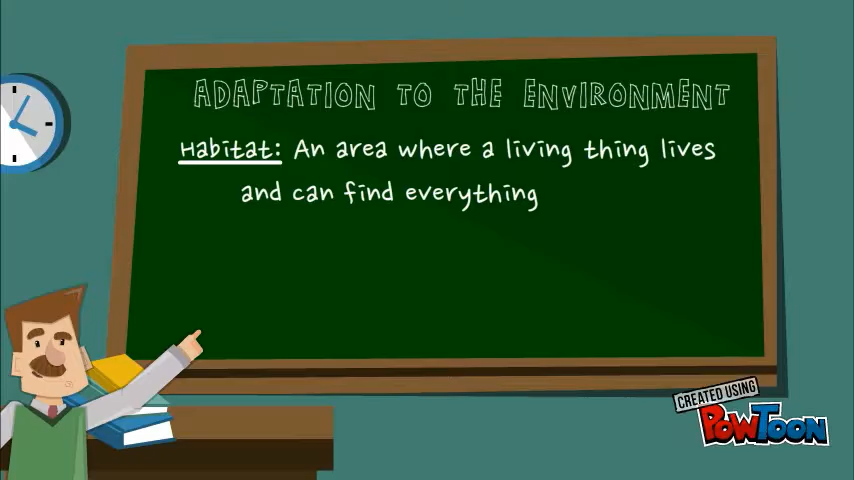 ADAPTATION TO THE ENVIRONMENT
Habitat: An area where a living thing lives
and can find everything
CREATED USING
POWTOON